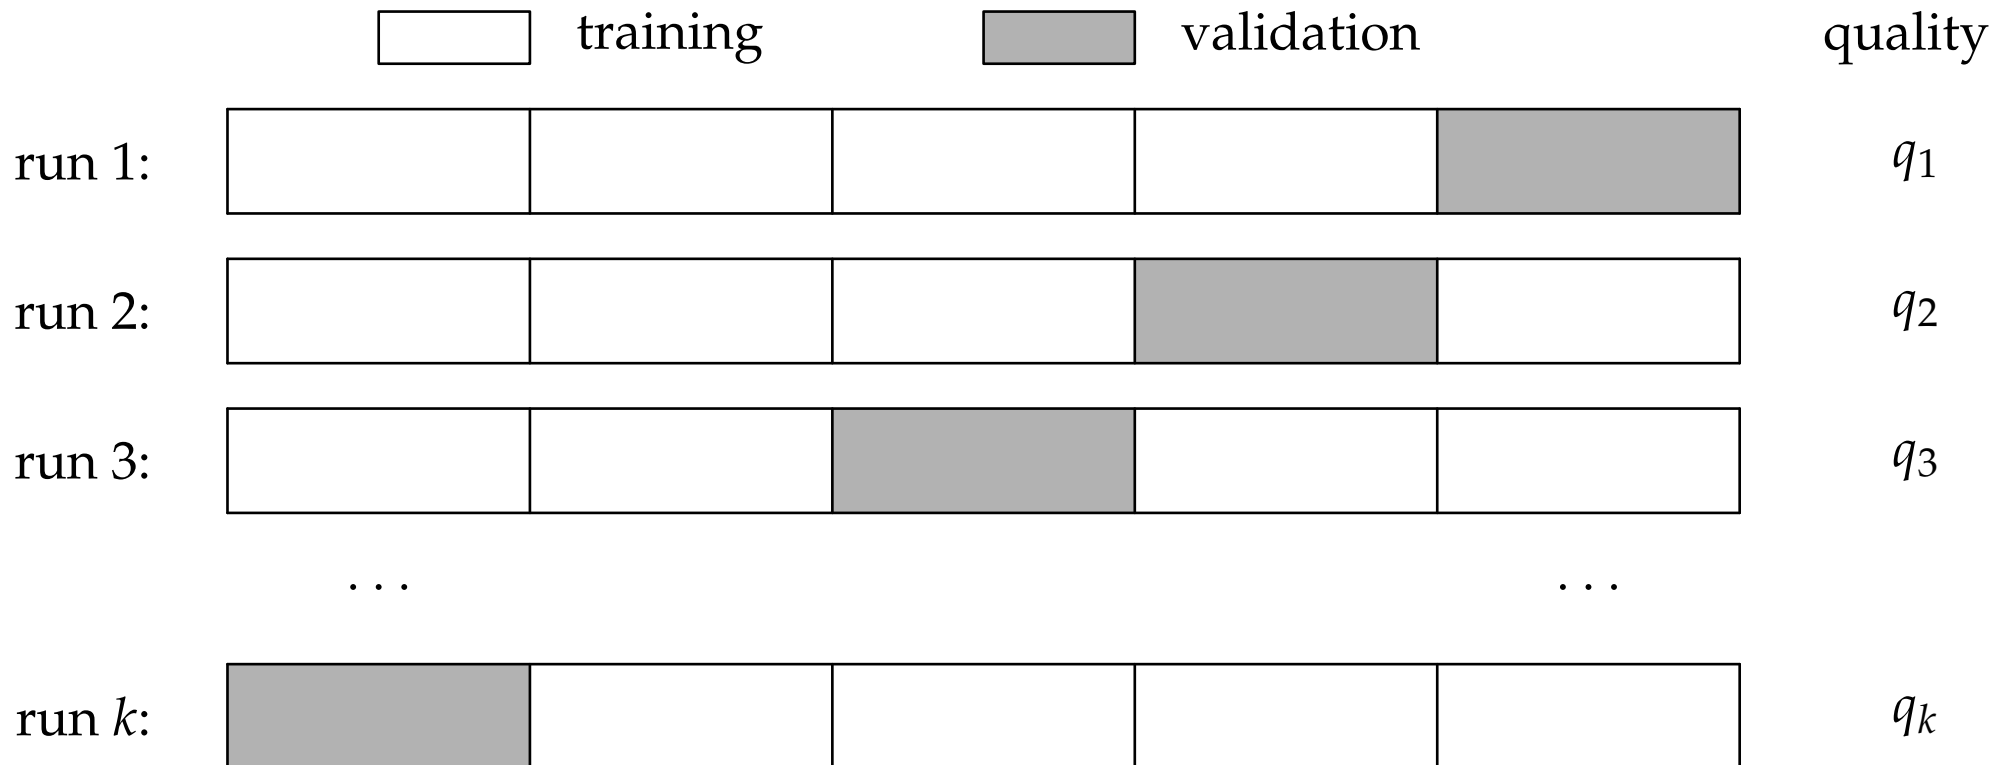 training validation quality
run 1: q1
run 2: q2
run 3: q3
... ...
run k: qk